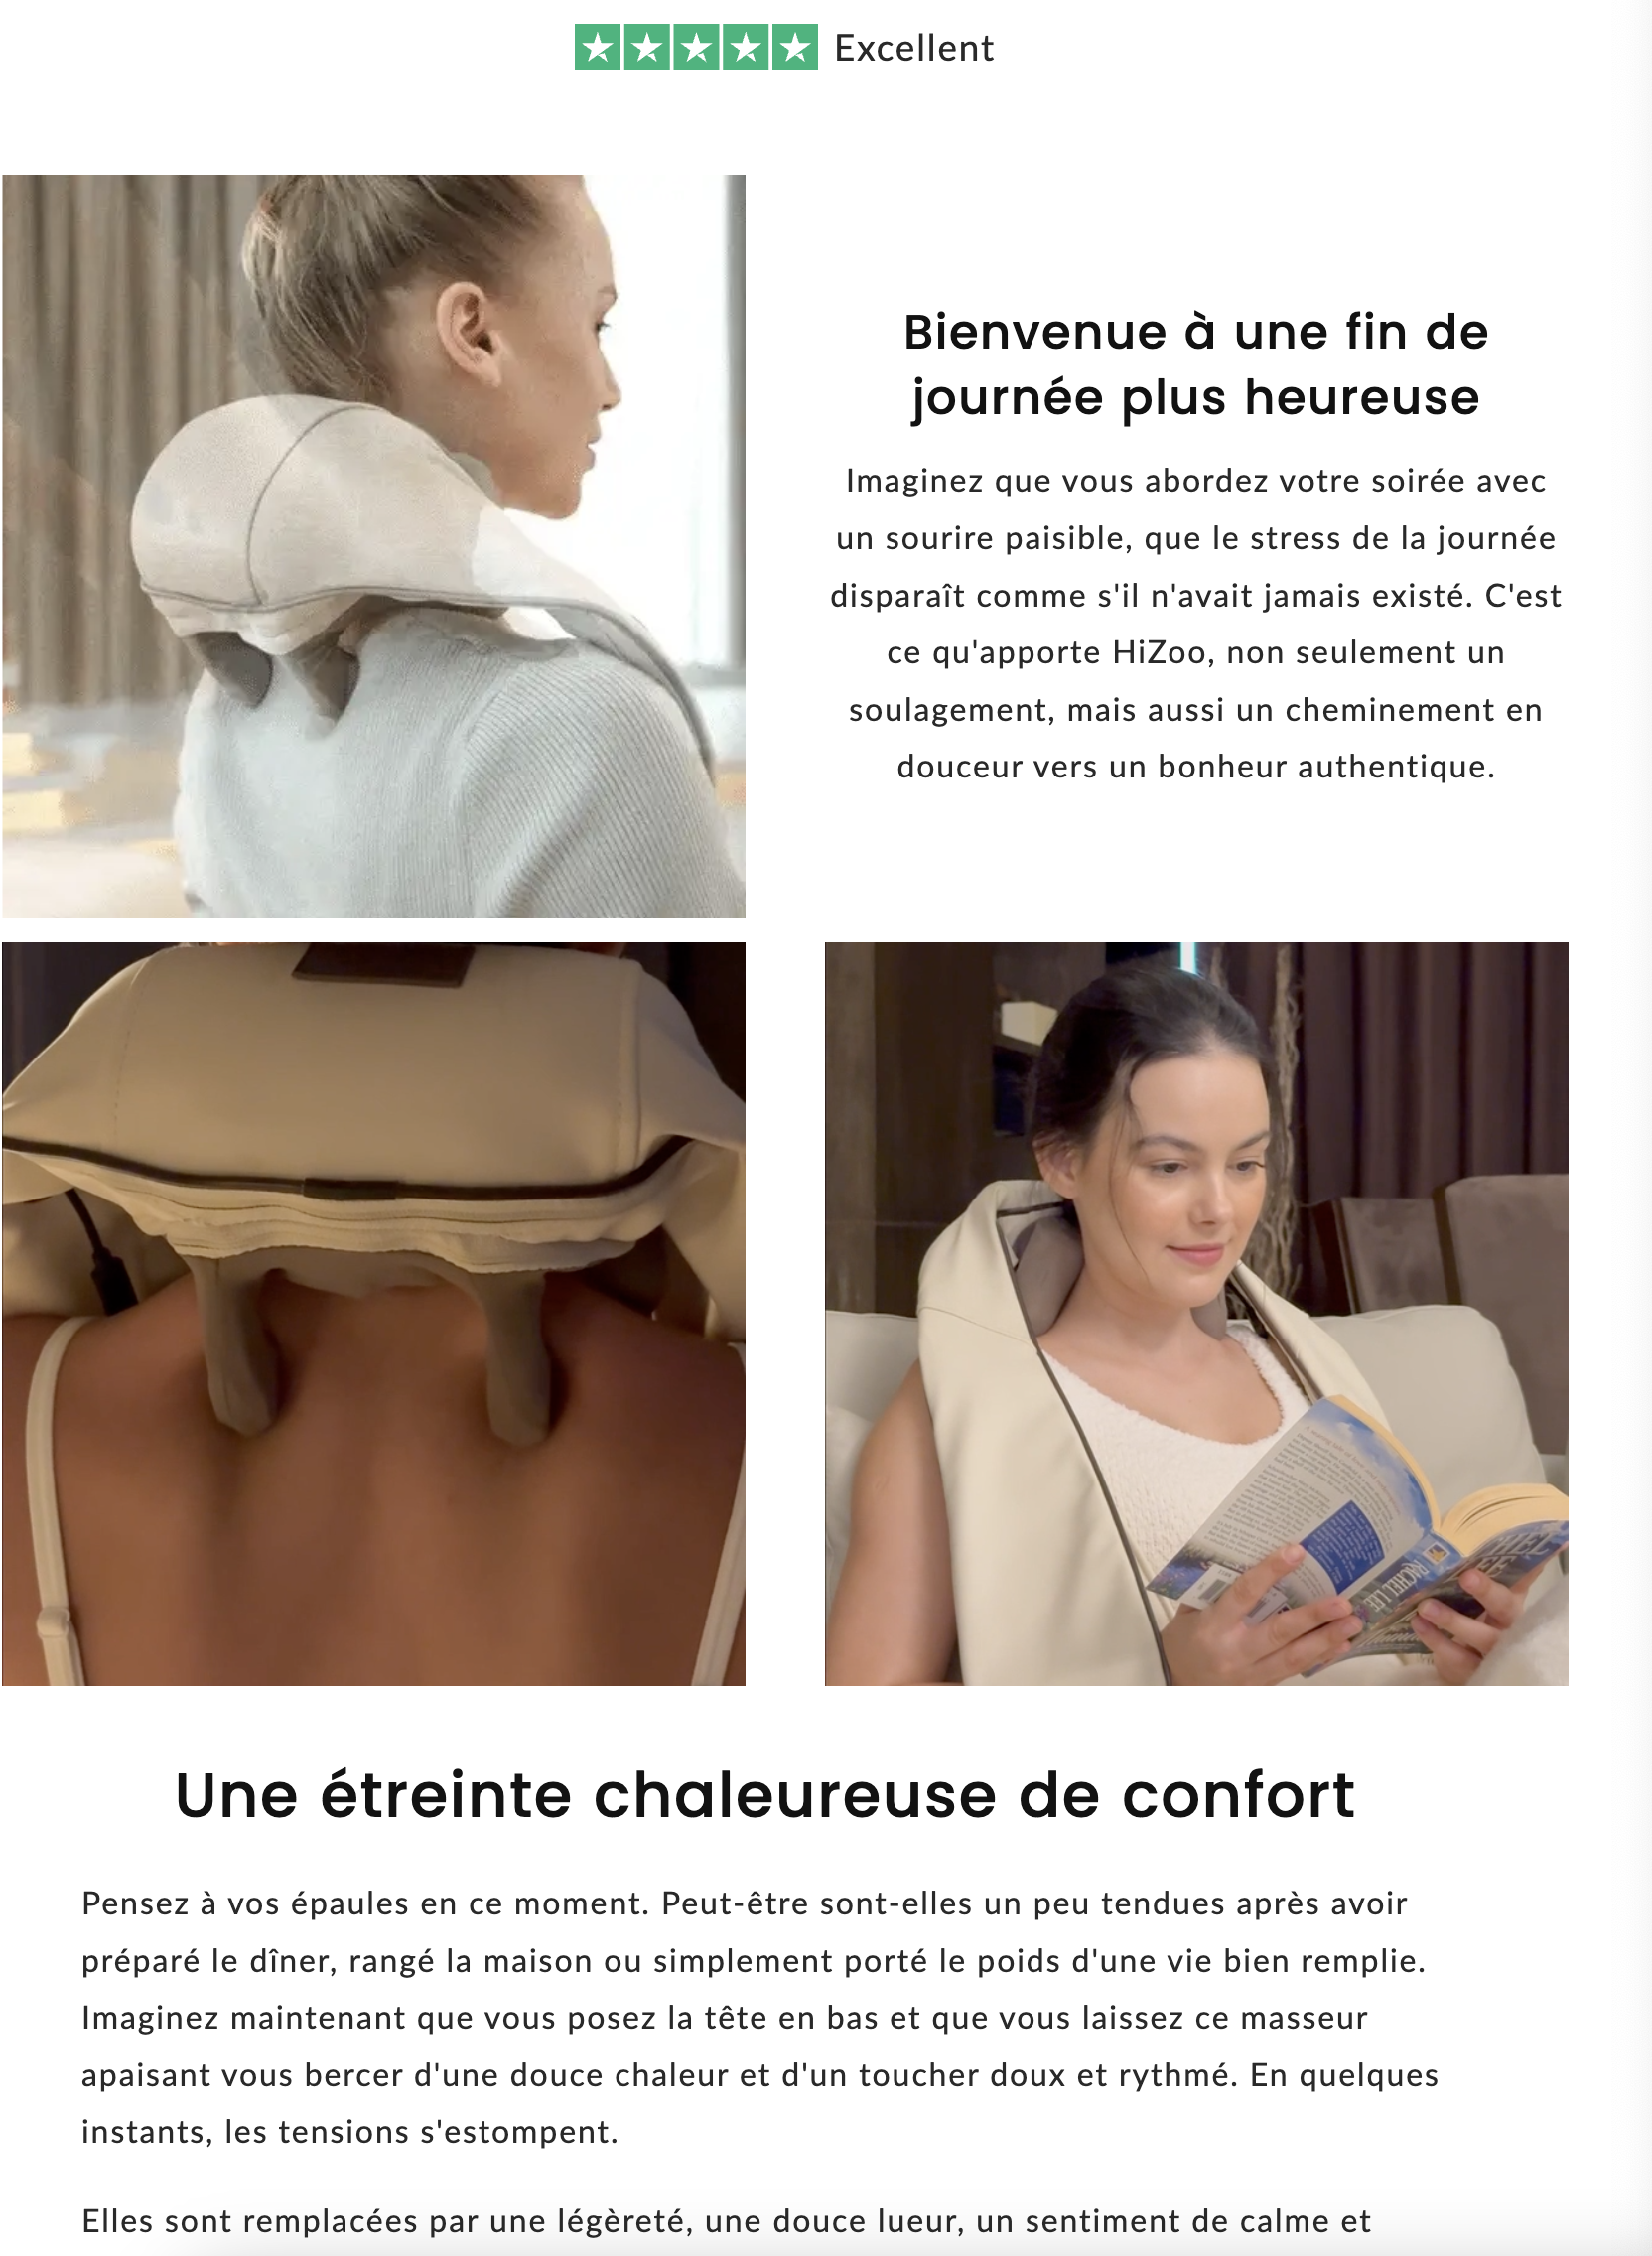 Excellent
Bienvenue à une fin de
journée plus heureuse
Imaginez que vous abordez votre soirée avec
un sourire paisible, que le stress de la journée
disparaît comme s'il n'avait jamais existé. C'est
ce qu'apporte HiZoo, non seulement un
soulagement, mais aussi un cheminement en
douceur vers un bonheur authentique.
RACHEL LEE
Une étreinte chaleureuse de confort
Pensez à vos épaules en ce moment. Peut-être sont-elles un peu tendues après avoir
préparé le dîner, rangé la maison ou simplement porté le poids d'une vie bien remplie.
Imaginez maintenant que vous posez la tête en bas et que vous laissez ce masseur
apaisant vous bercer d'une douce chaleur et d'un toucher doux et rythmé. En quelques
instants, les tensions s'estompent.
Elles sont remplacées par une légèreté, une douce lueur, un sentiment de calme et